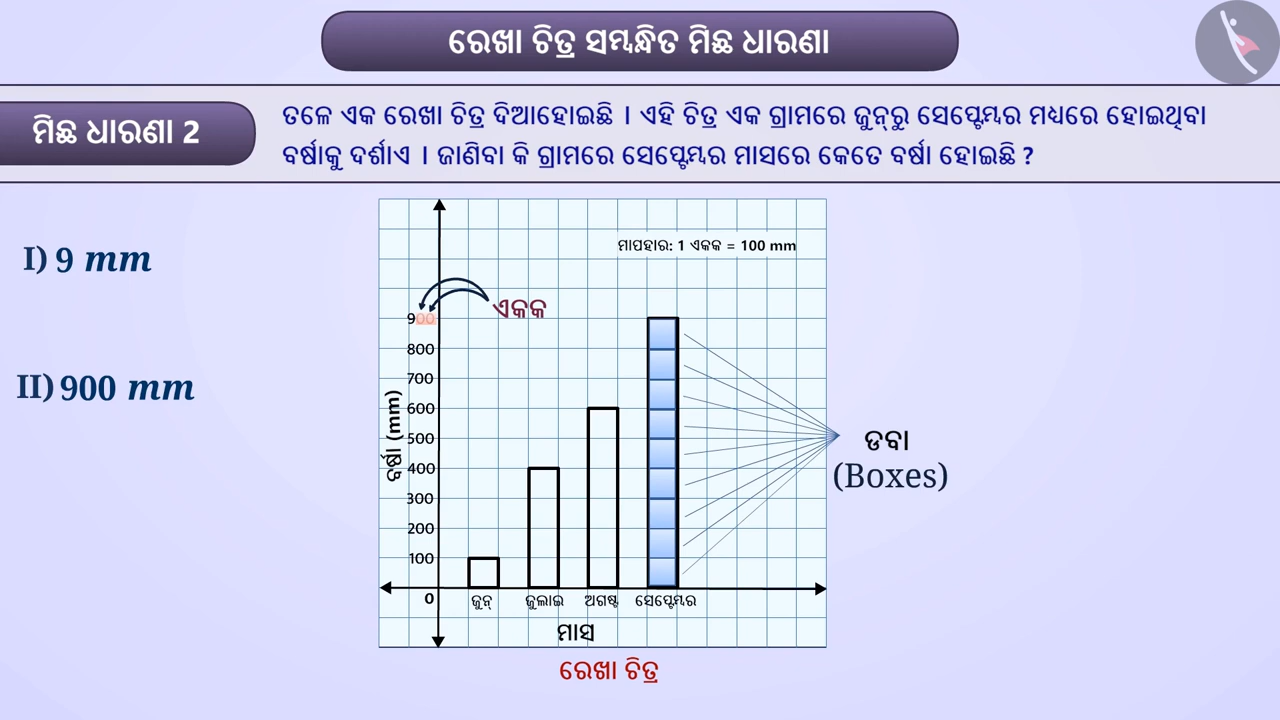 ରେଖା ଚିତ୍ର ସମ୍ବନ୍ଧିତ ମିଛ ଧାରଣା
ମିଛ ଧାରଣା 2
ତଳେ ଏକ ରେଖା ଚିତ୍ର ଦିଆହୋଇଛି । ଏହି ଚିତ୍ର ଏକ ଗ୍ରାମରେ ଜୁନ୍‌ରୁ ସେପ୍ଟେମ୍ବର ମଧ୍ୟରେ ହୋଇଥିବା
ବର୍ଷାକୁ ଦର୍ଶାଏ । ଜାଣିବା କି ଗ୍ରାମରେ ସେପ୍ଟେମ୍ବର ମାସରେ କେତେ ବର୍ଷା ହୋଇଛି ?
I) 9 mm
II) 900 mm
ମାପହାର: 1 ଏକକ = 100 mm
ଏକକ
900
800
700
600
500
400
300
200
100
0
ବର୍ଷା (mm)
ଜୁନ୍ ଜୁଲାଇ ଅଗଷ୍ଟ ସେପ୍ଟେମ୍ବର
ମାସ
ରେଖା ଚିତ୍ର
ଡବା
(Boxes)